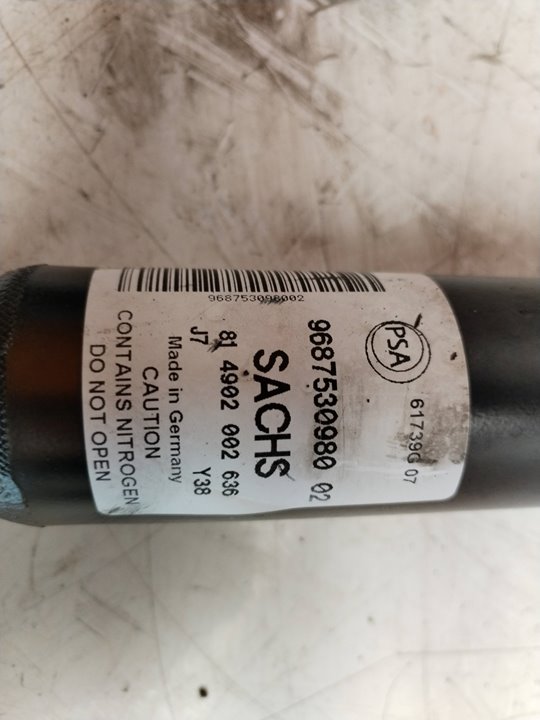 PSA 61739G 07
9687530980 02
SACHS
81 4902 002 636
J7 Y38
Made in Germany
CAUTION
CONTAINS NITROGEN
DO NOT OPEN
968753098002